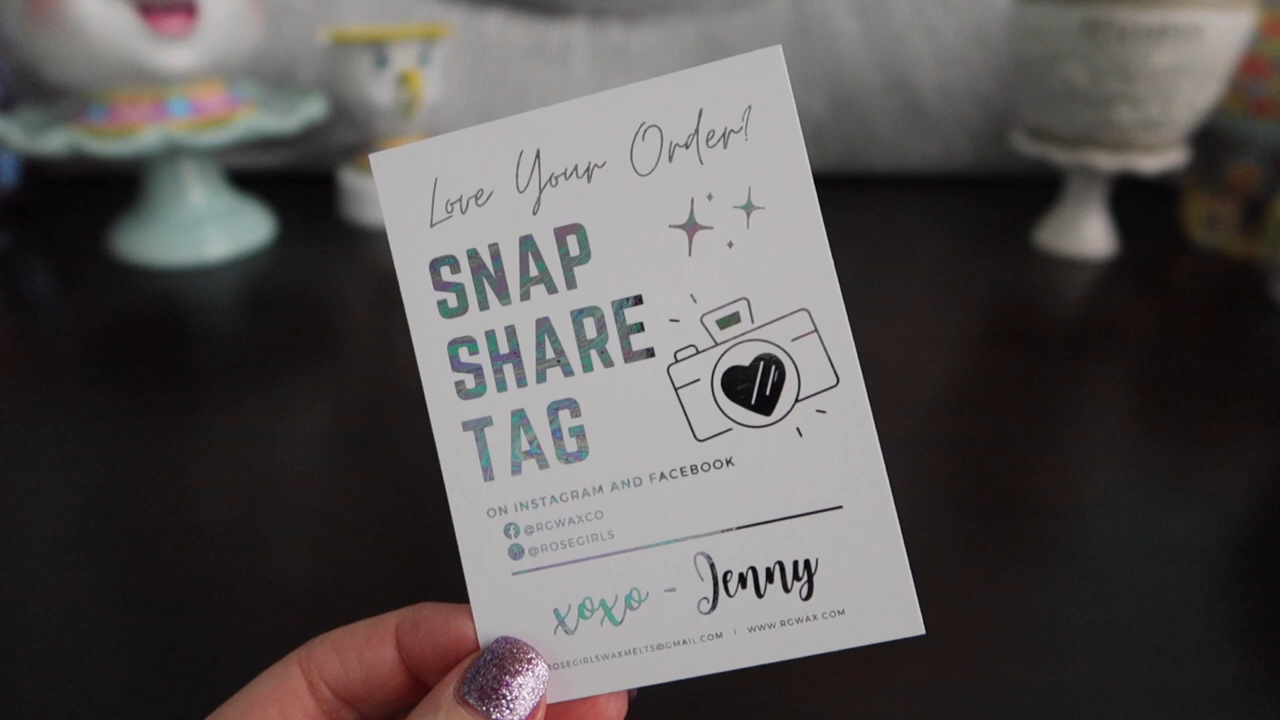 Love Your Order?
SNAP
SHARE
TAG
ON INSTAGRAM AND FACEBOOK
@RGWAXCO
@ROSEGIRLS
xoxo - Jenny
ROSEGIRLSWAXMELTS@GMAIL.COM | WWW.RGWAX.COM